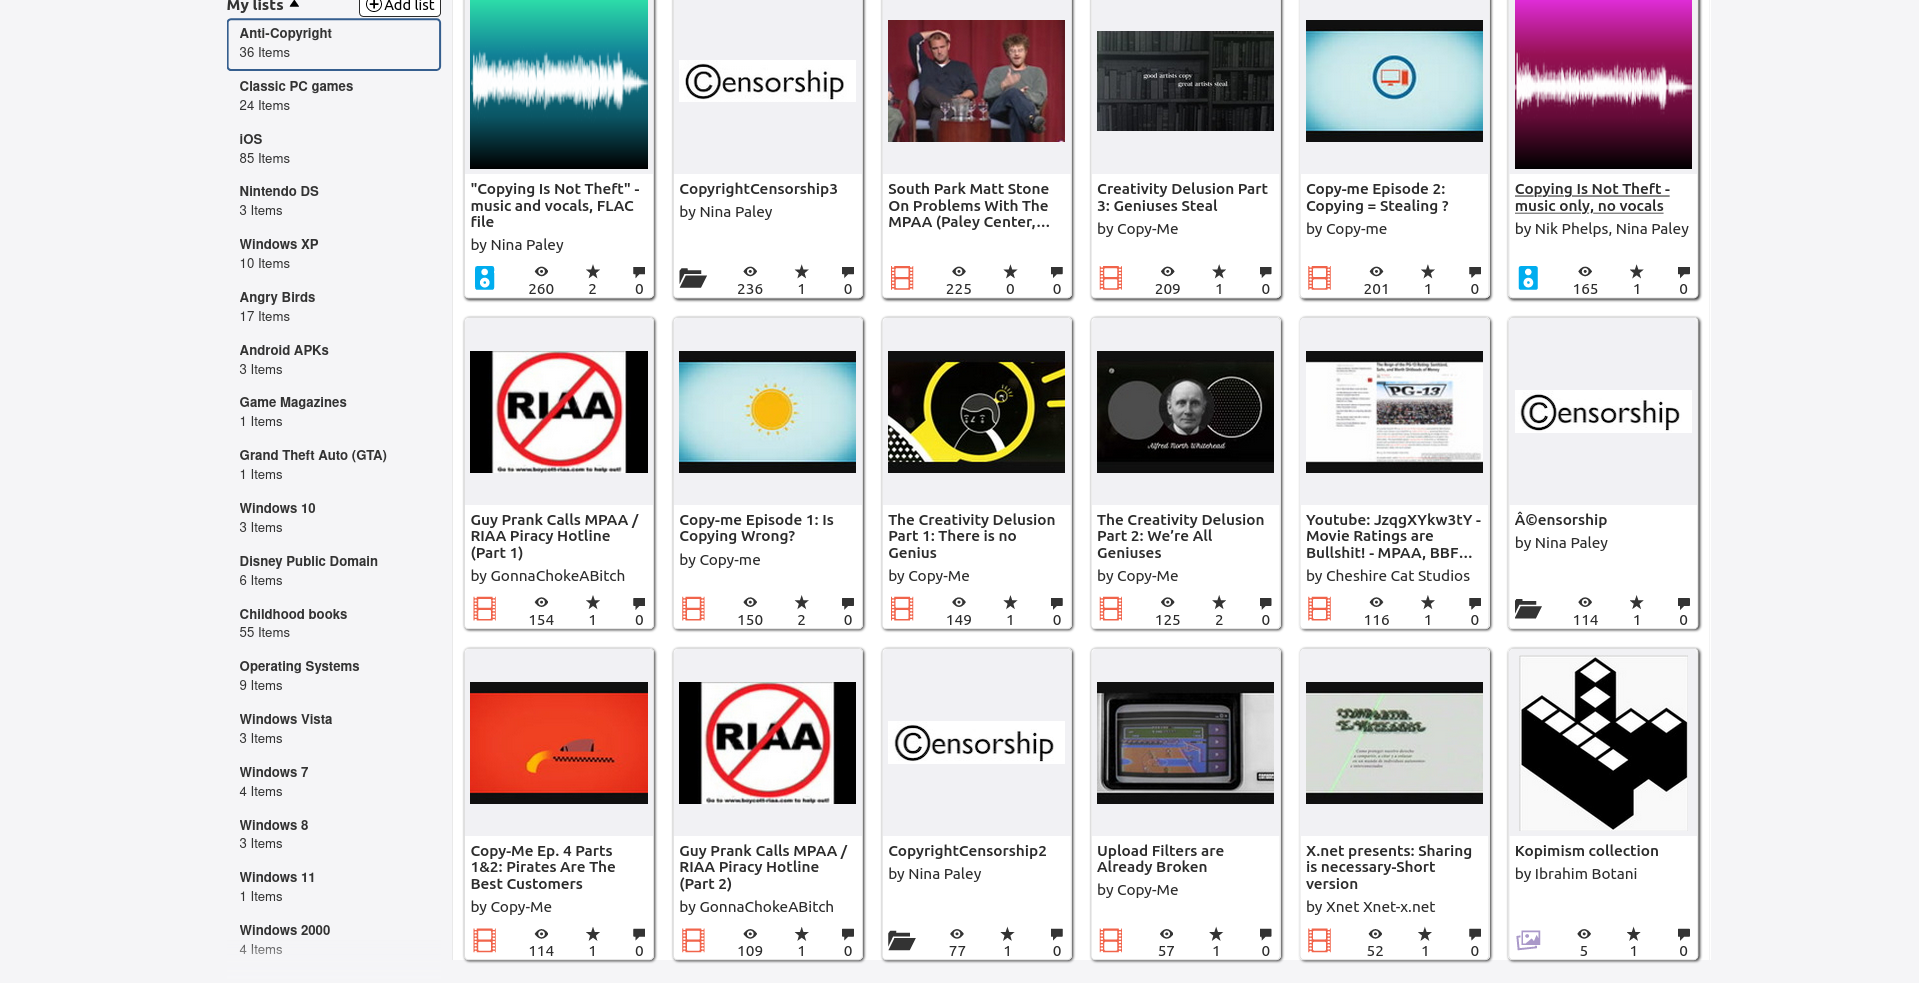 My lists
Add list
Anti-Copyright
36 Items
Classic PC games
24 Items
iOS
85 Items
Nintendo DS
3 Items
Windows XP
10 Items
Angry Birds
17 Items
Android APKs
3 Items
Game Magazines
1 Items
Grand Theft Auto (GTA)
1 Items
Windows 10
3 Items
Disney Public Domain
6 Items
Childhood books
55 Items
Operating Systems
9 Items
Windows Vista
3 Items
Windows 7
4 Items
Windows 8
3 Items
Windows 11
1 Items
Windows 2000
4 Items
"Copying Is Not Theft" -
music and vocals, FLAC
file
by Nina Paley
260 2 0
©ensorship
CopyrightCensorship3
by Nina Paley
236 1 0
South Park Matt Stone
On Problems With The
MPAA (Paley Center,...
225 0 0
good artists copy
great artists steal
Creativity Delusion Part
3: Geniuses Steal
by Copy-Me
209 1 0
Copy-me Episode 2:
Copying = Stealing ?
by Copy-me
201 1 0
Copying Is Not Theft -
music only, no vocals
by Nik Phelps, Nina Paley
165 1 0
RIAA
Go to www.boycott-riaa.com to help out!
Guy Prank Calls MPAA /
RIAA Piracy Hotline
(Part 1)
by GonnaChokeABitch
154 1 0
Copy-me Episode 1: Is
Copying Wrong?
by Copy-me
150 2 0
The Creativity Delusion
Part 1: There is no
Genius
by Copy-Me
149 1 0
Alfred North Whitehead
The Creativity Delusion
Part 2: We’re All
Geniuses
by Copy-Me
125 2 0
PG-13
Youtube: JzqgXYkw3tY -
Movie Ratings are
Bullshit! - MPAA, BBF...
by Cheshire Cat Studios
116 1 0
©ensorship
Â©ensorship
by Nina Paley
114 1 0
Copy-Me Ep. 4 Parts
1&2: Pirates Are The
Best Customers
by Copy-Me
114 1 0
RIAA
Go to www.boycott-riaa.com to help out!
Guy Prank Calls MPAA /
RIAA Piracy Hotline
(Part 2)
by GonnaChokeABitch
109 1 0
©ensorship
CopyrightCensorship2
by Nina Paley
77 1 0
Upload Filters are
Already Broken
by Copy-Me
57 1 0
X.net presents: Sharing
is necessary-Short
version
by Xnet Xnet-x.net
52 1 0
Kopimism collection
by Ibrahim Botani
5 1 0